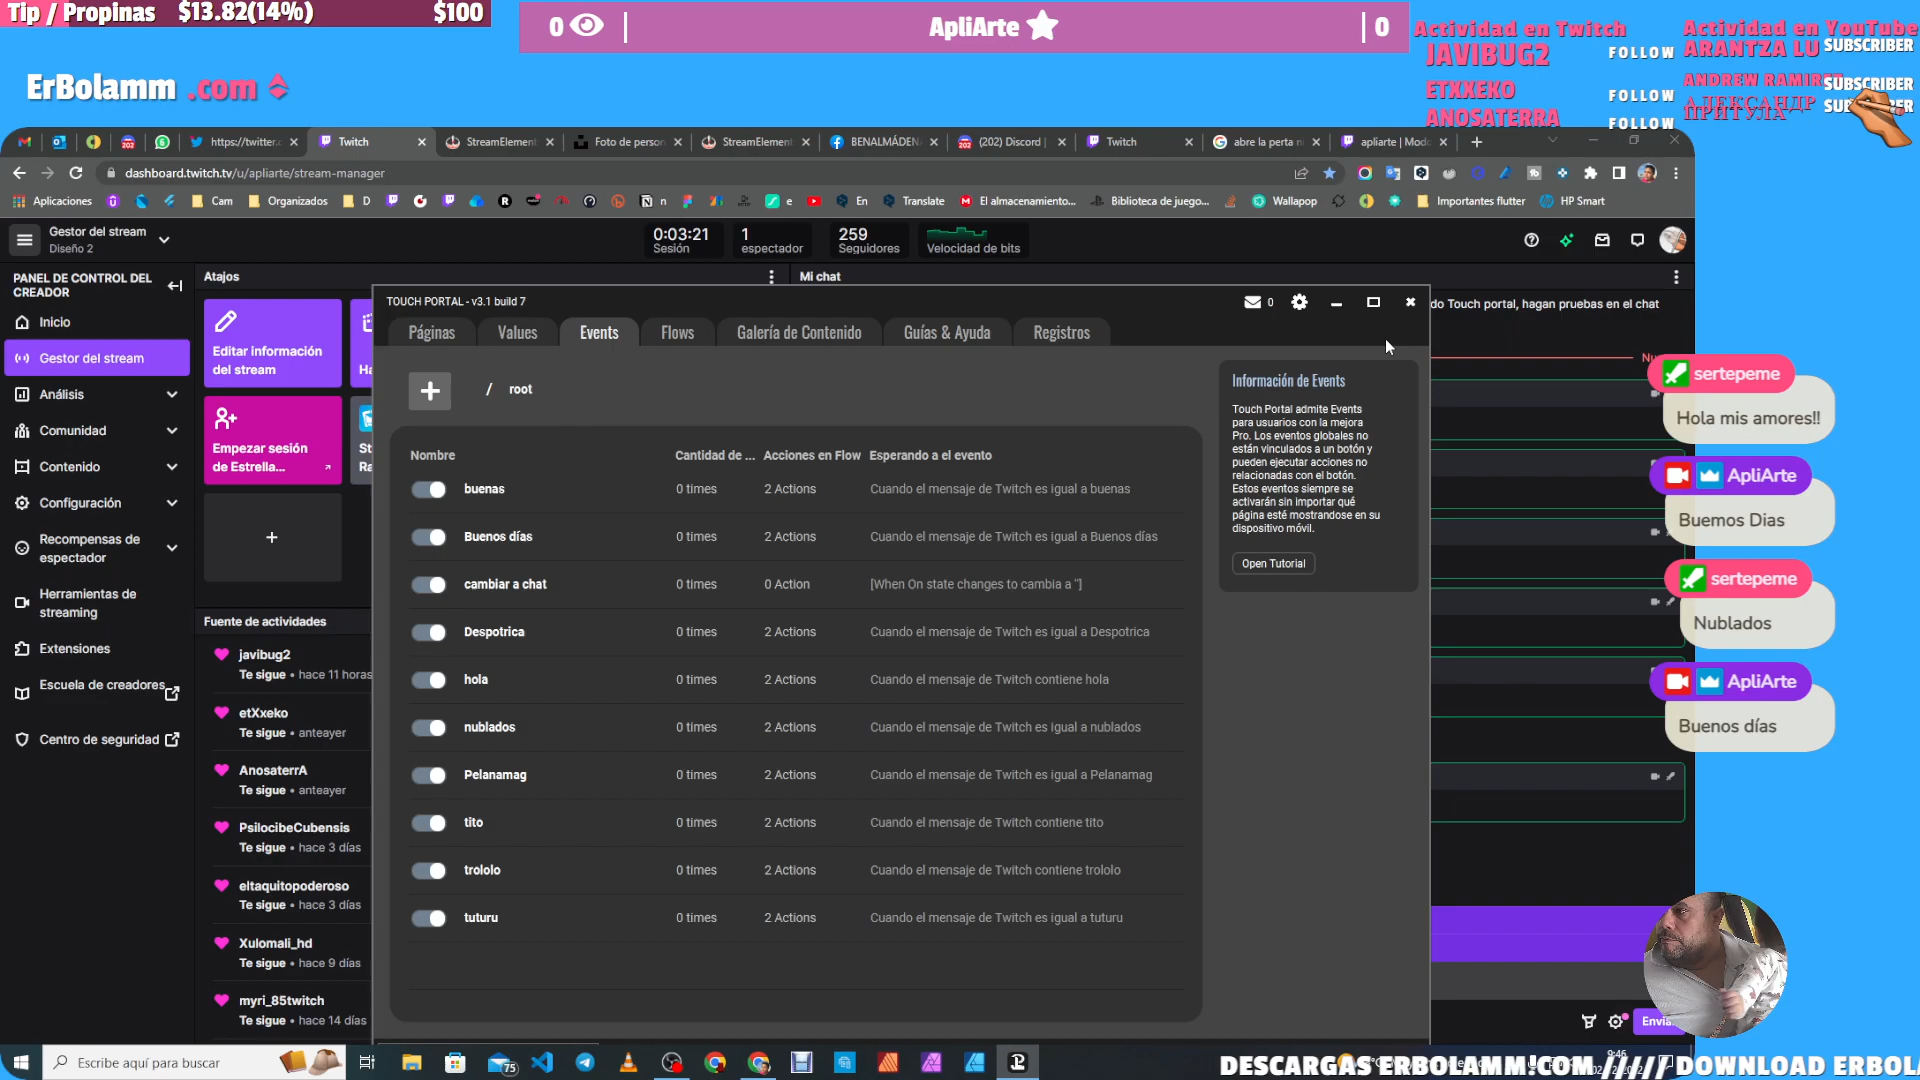 Tip / Propinas $13.82(14%) $100
0 ApliArte 0
Actividad en Twitch
JAVIBUG2 FOLLOW
ETXXEKO FOLLOW
ANOSATERRA FOLLOW
Actividad en YouTube
ARANTZA LU SUBSCRIBER
ANDREW RAMIREZ SUBSCRIBER
АЛЕКСАНДР ПРИТУЛА
ErBolamm .com
https://twitter.c
Twitch
StreamElement
Foto de person
StreamElement
BENALMÁDEN
(202) Discord |
Twitch
abre la perta n
apliarte | Mod
dashboard.twitch.tv/u/apliarte/stream-manager
Aplicaciones Cam Organizados D n e En Translate El almacenamiento... Biblioteca de juego... Wallapop Importantes flutter HP Smart
Gestor del stream
Diseño 2
0:03:21
Sesión
1
espectador
259
Seguidores
Velocidad de bits
PANEL DE CONTROL DEL
CREADOR
Inicio
Gestor del stream
Análisis
Comunidad
Contenido
Configuración
Recompensas de
espectador
Herramientas de
streaming
Extensiones
Escuela de creadores
Centro de seguridad
Atajos
Editar información
del stream
Empezar sesión
de Estrella...
Fuente de actividades
javibug2
Te sigue • hace 11 horas
etXxeko
Te sigue • anteayer
AnosaterrA
Te sigue • anteayer
PsilocibeCubensis
Te sigue • hace 3 días
eltaquitopoderoso
Te sigue • hace 3 días
Xulomali_hd
Te sigue • hace 9 días
myri_85twitch
Te sigue • hace 14 días
Mi chat
do Touch portal, hagan pruebas en el chat
TOUCH PORTAL - v3.1 build 7
0
Páginas Values Events Flows Galería de Contenido Guías & Ayuda Registros
+ / root
Nombre Cantidad de ... Acciones en Flow Esperando a el evento
buenas 0 times 2 Actions Cuando el mensaje de Twitch es igual a buenas
Buenos días 0 times 2 Actions Cuando el mensaje de Twitch es igual a Buenos días
cambiar a chat 0 times 0 Action [When On state changes to cambia a '']
Despotrica 0 times 2 Actions Cuando el mensaje de Twitch es igual a Despotrica
hola 0 times 2 Actions Cuando el mensaje de Twitch contiene hola
nublados 0 times 2 Actions Cuando el mensaje de Twitch es igual a nublados
Pelanamag 0 times 2 Actions Cuando el mensaje de Twitch es igual a Pelanamag
tito 0 times 2 Actions Cuando el mensaje de Twitch contiene tito
trololo 0 times 2 Actions Cuando el mensaje de Twitch contiene trololo
tuturu 0 times 2 Actions Cuando el mensaje de Twitch es igual a tuturu
Información de Events
Touch Portal admite Events
para usuarios con la mejora
Pro. Los eventos globales no
están vinculados a un botón y
pueden ejecutar acciones no
relacionadas con el botón.
Estos eventos siempre se
activarán sin importar qué
página esté mostrandose en su
dispositivo móvil.
Open Tutorial
sertepeme
Hola mis amores!!
ApliArte
Buemos Dias
sertepeme
Nublados
ApliArte
Buenos días
Escribe aquí para buscar
75
9:46
DESCARGAS ERBOLAMM!.COM ///// DOWNLOAD ERBOLA